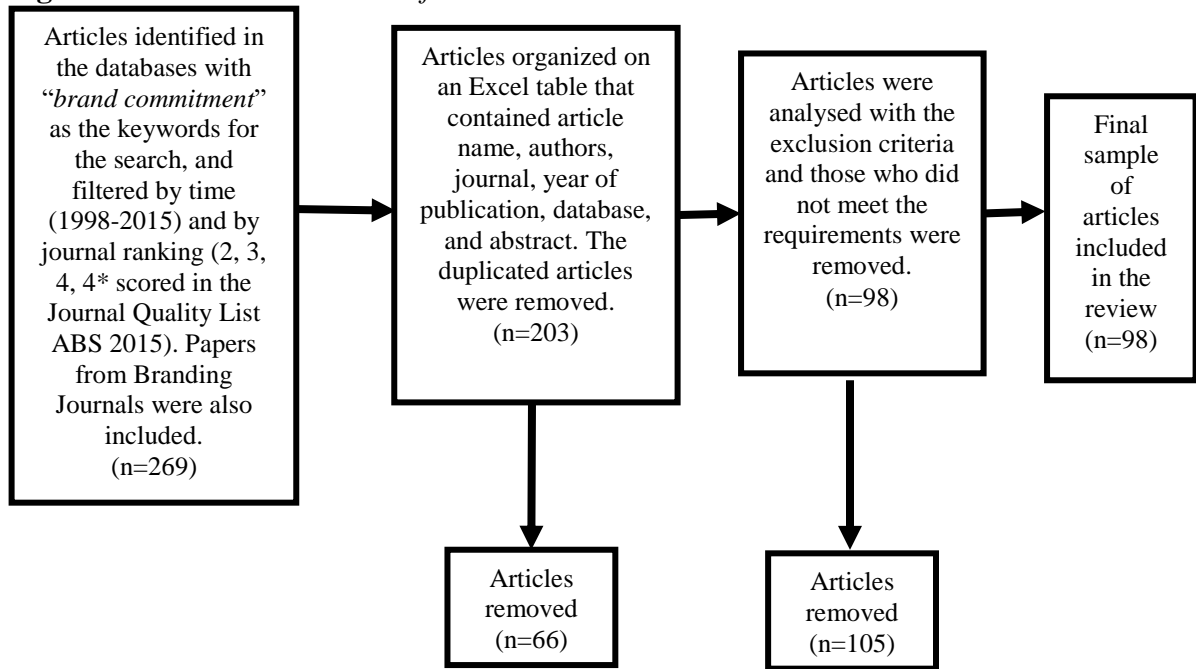 Articles identified in
the databases with
“brand commitment”
as the keywords for
the search, and
filtered by time
(1998-2015) and by
journal ranking (2, 3,
4, 4* scored in the
Journal Quality List
ABS 2015). Papers
from Branding
Journals were also
included.
(n=269)
Articles organized on
an Excel table that
contained article
name, authors,
journal, year of
publication, database,
and abstract. The
duplicated articles
were removed.
(n=203)
Articles were
analysed with the
exclusion criteria
and those who did
not meet the
requirements were
removed.
(n=98)
Final
sample
of
articles
included
in the
review
(n=98)
Articles
removed
(n=66)
Articles
removed
(n=105)